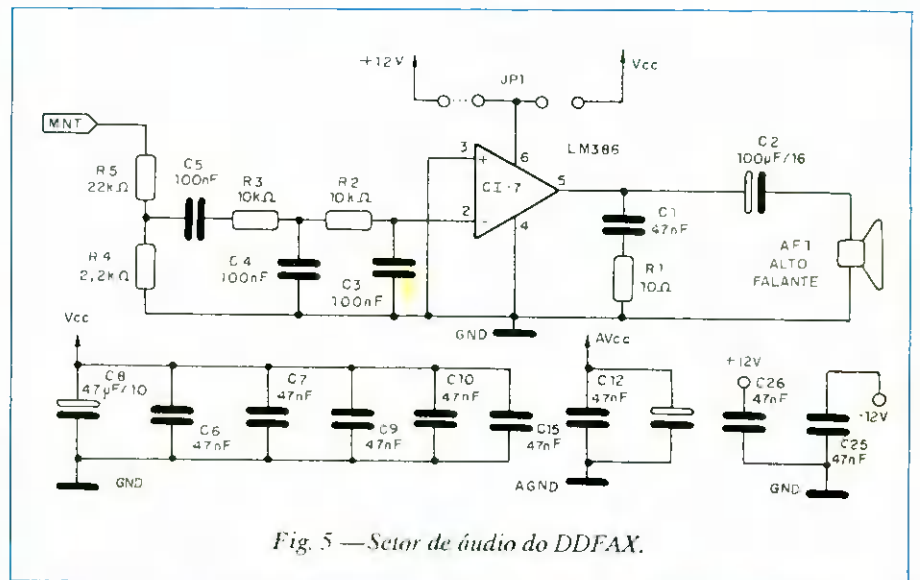 +12V
JP1
Vcc
MNT
LM386
R5
22kΩ
C5
100nF
R3
10kΩ
R2
10kΩ
3
+
6
CI-7
5
2
-
4
C2
100µF/16
C1
47nF
R4
2,2kΩ
C4
100nF
C3
100nF
R1
10Ω
AF1
ALTO
FALANTE
GND
Vcc
C8
47µF/10
C6
47nF
C7
47nF
C9
47nF
C10
47nF
C15
47nF
GND
AVcc
C12
47nF
AGND
+12V
C26
47nF
-12V
C25
47nF
GND
Fig. 5 —Setor de áudio do DDFAX.